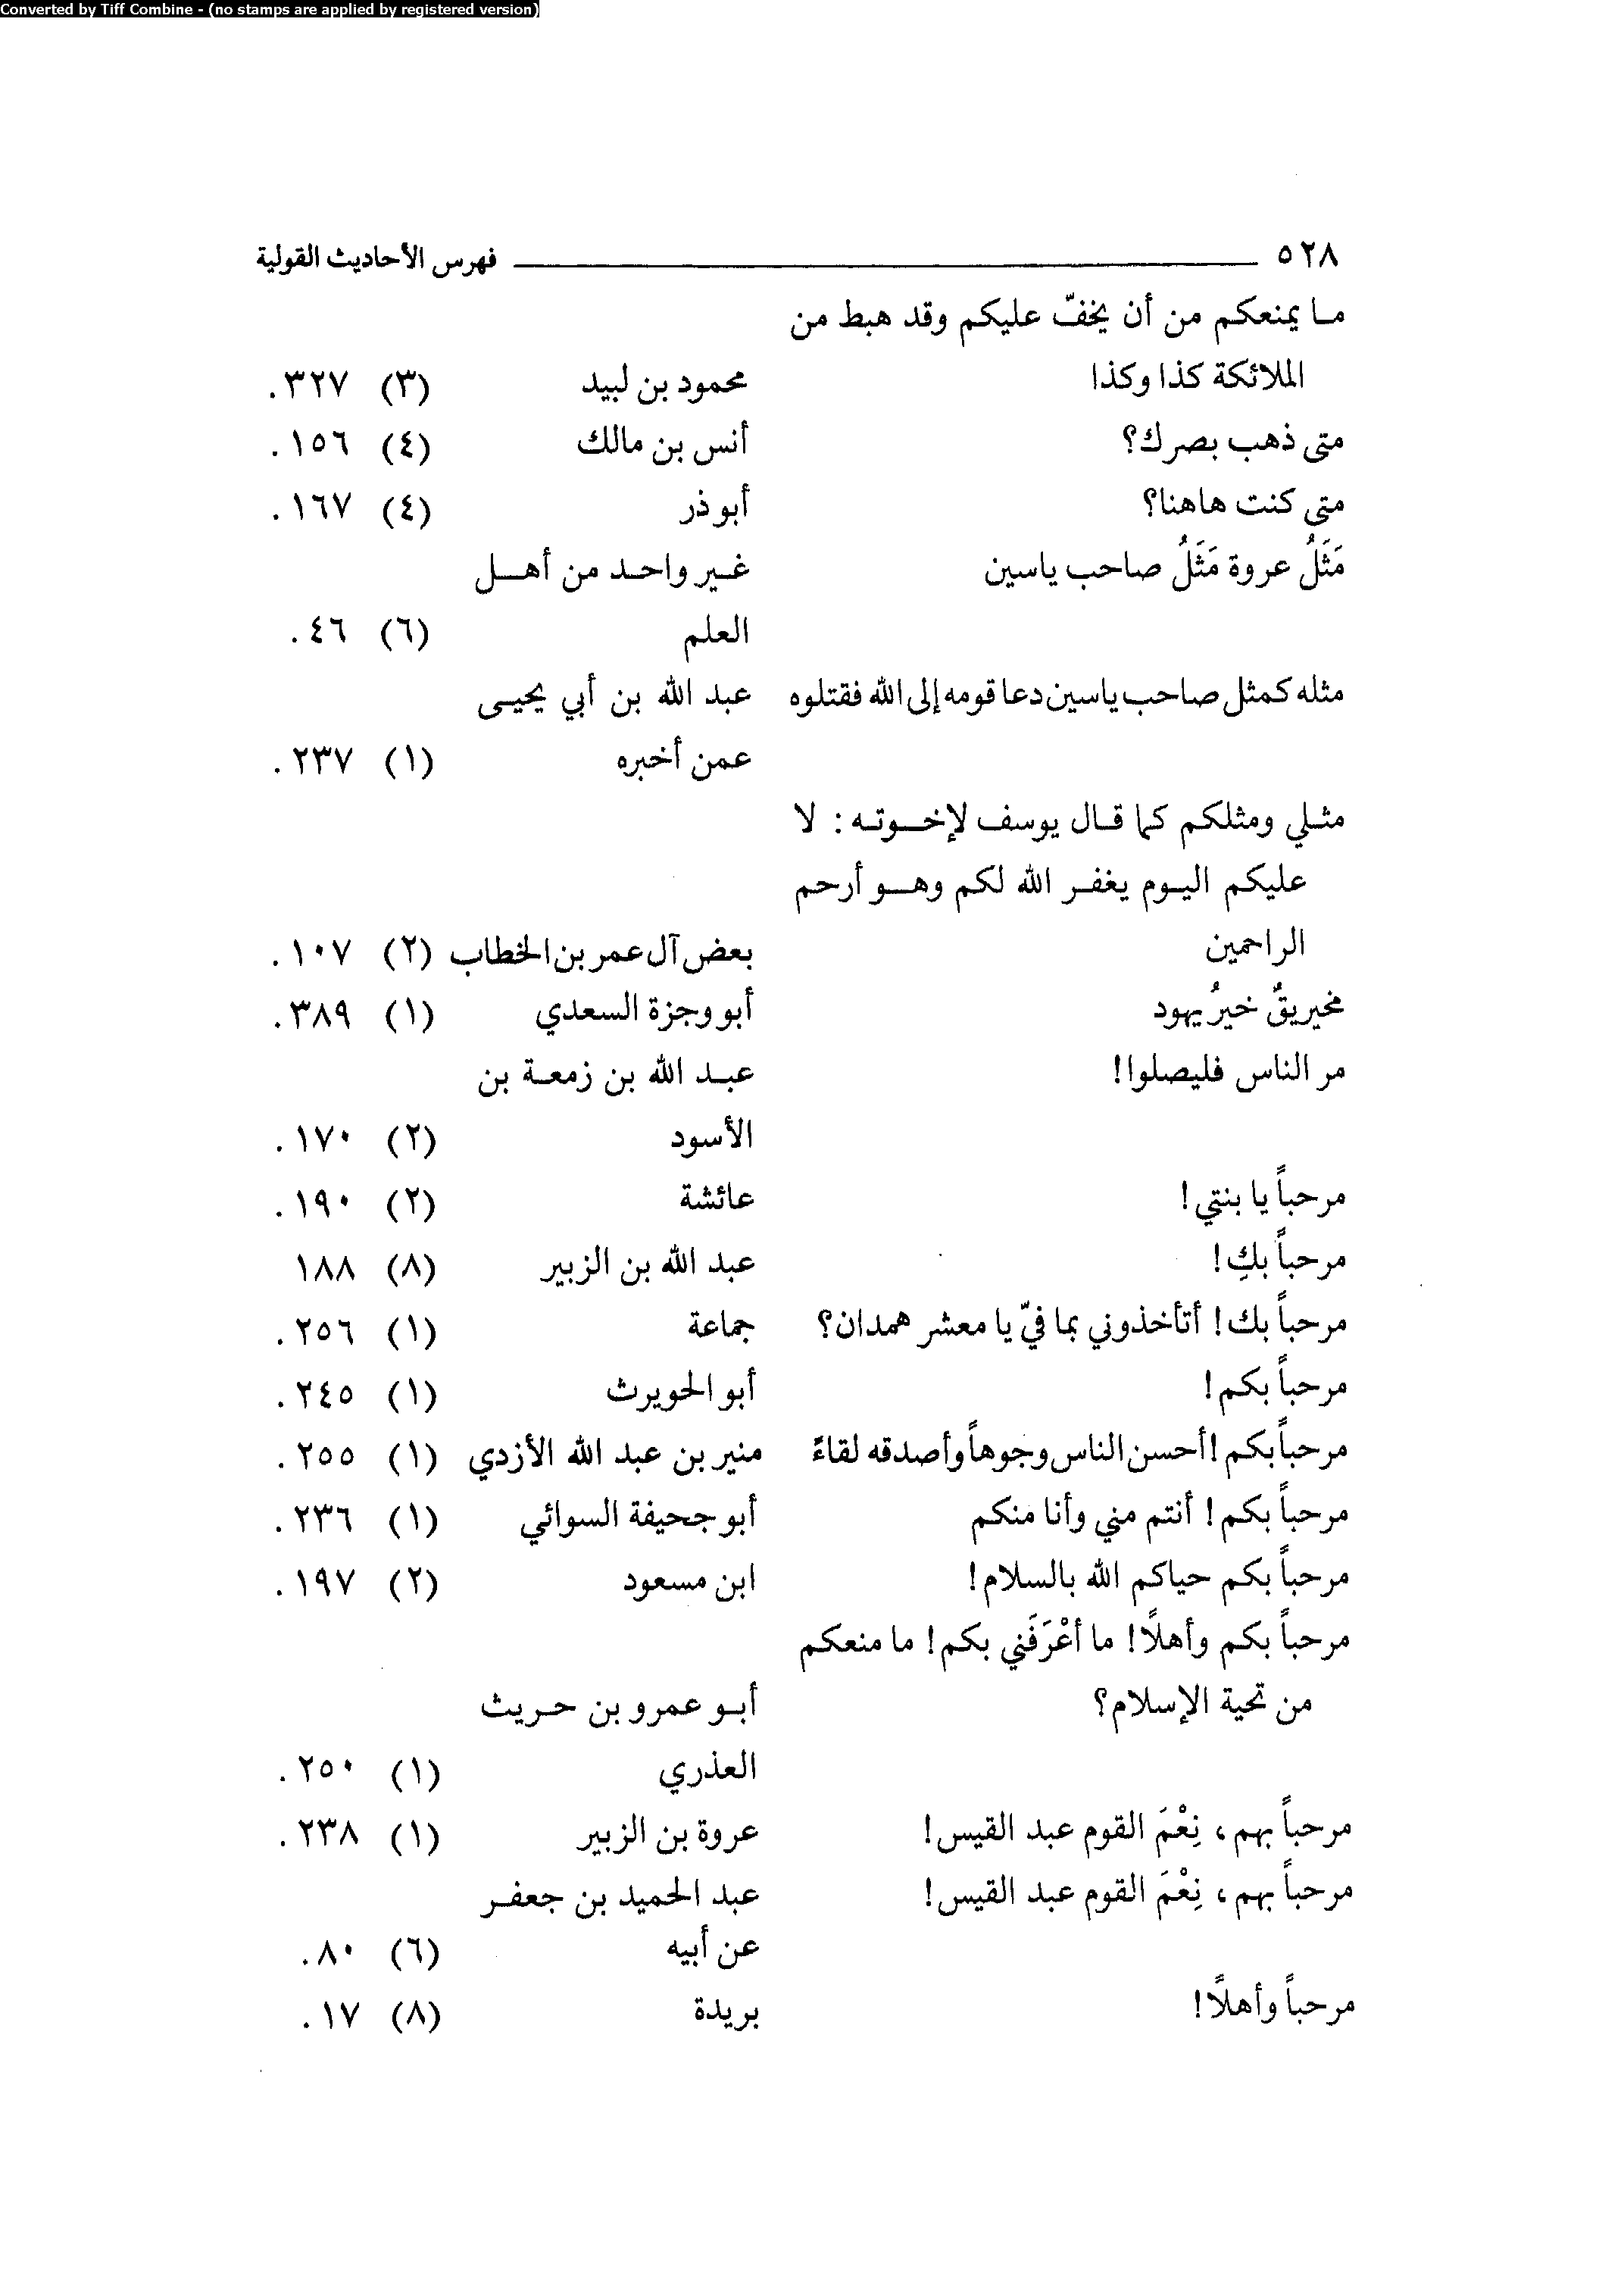 Converted by Tiff Combine - (no stamps are applied by registered version)
٥٢٨ فهرس الأحاديث القولية
ما يمنعكم من أن يخفّ عليكم وقد هبط من
الملائكة كذا وكذا محمود بن لبيد (٣) ٣٢٧.
متى ذهب بصرك؟ أنس بن مالك (٤) ١٥٦.
متى كنت هاهنا؟ أبو ذر (٤) ١٦٧.
مَثَلُ عروة مَثَلُ صاحب ياسين غير واحد من أهل
العلم (٦) ٤٦.
مثله كمثل صاحب ياسين دعا قومه إلى الله فقتلوه عبد الله بن أبي يحيى
عمن أخبره (١) ٢٣٧.
مثلي ومثلكم كما قال يوسف لإخوته: لا
عليكم اليوم يغفر الله لكم وهو أرحم
الراحمين بعض آل عمر بن الخطاب (٢) ١٠٧.
مخيريقٌ خيرُ يهود أبو وجزة السعدي (١) ٣٨٩.
مر الناس فليصلوا! عبد الله بن زمعة بن
الأسود (٢) ١٧٠.
مرحباً يا بنتي! عائشة (٢) ١٩٠.
مرحباً بكِ! عبد الله بن الزبير (٨) ١٨٨
مرحباً بك! أتأخذوني بما فيّ يا معشر همدان؟ جماعة (١) ٢٥٦.
مرحباً بكم! أبو الحويرث (١) ٢٤٥.
مرحباً بكم! أحسن الناس وجوهاً وأصدقه لقاءً منير بن عبد الله الأزدي (١) ٢٥٥.
مرحباً بكم! أنتم مني وأنا منكم أبو جحيفة السوائي (١) ٢٣٦.
مرحباً بكم حياكم الله بالسلام! ابن مسعود (٢) ١٩٧.
مرحباً بكم وأهلًا! ما أعْرَفَني بكم! ما منعكم
من تحية الإسلام؟ أبو عمرو بن حريث
العذري (١) ٢٥٠.
مرحباً بهم، نِعْمَ القوم عبد القيس! عروة بن الزبير (١) ٢٣٨.
مرحباً بهم، نِعْمَ القوم عبد القيس! عبد الحميد بن جعفر
عن أبيه (٦) ٨٠.
مرحباً وأهلًا! بريدة (٨) ١٧.